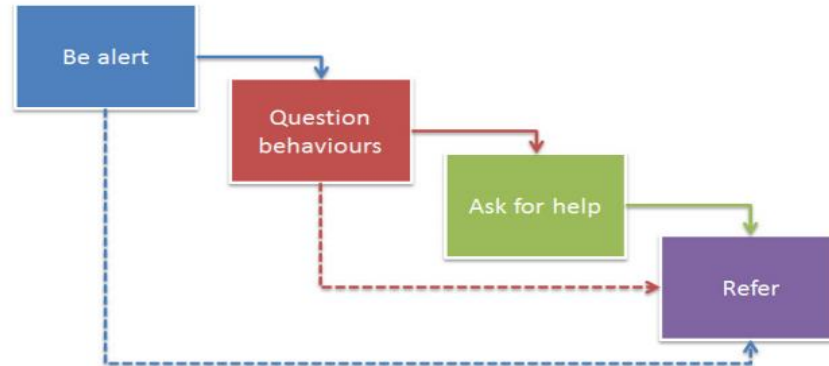 Be alert
Question
behaviours
Ask for help
Refer